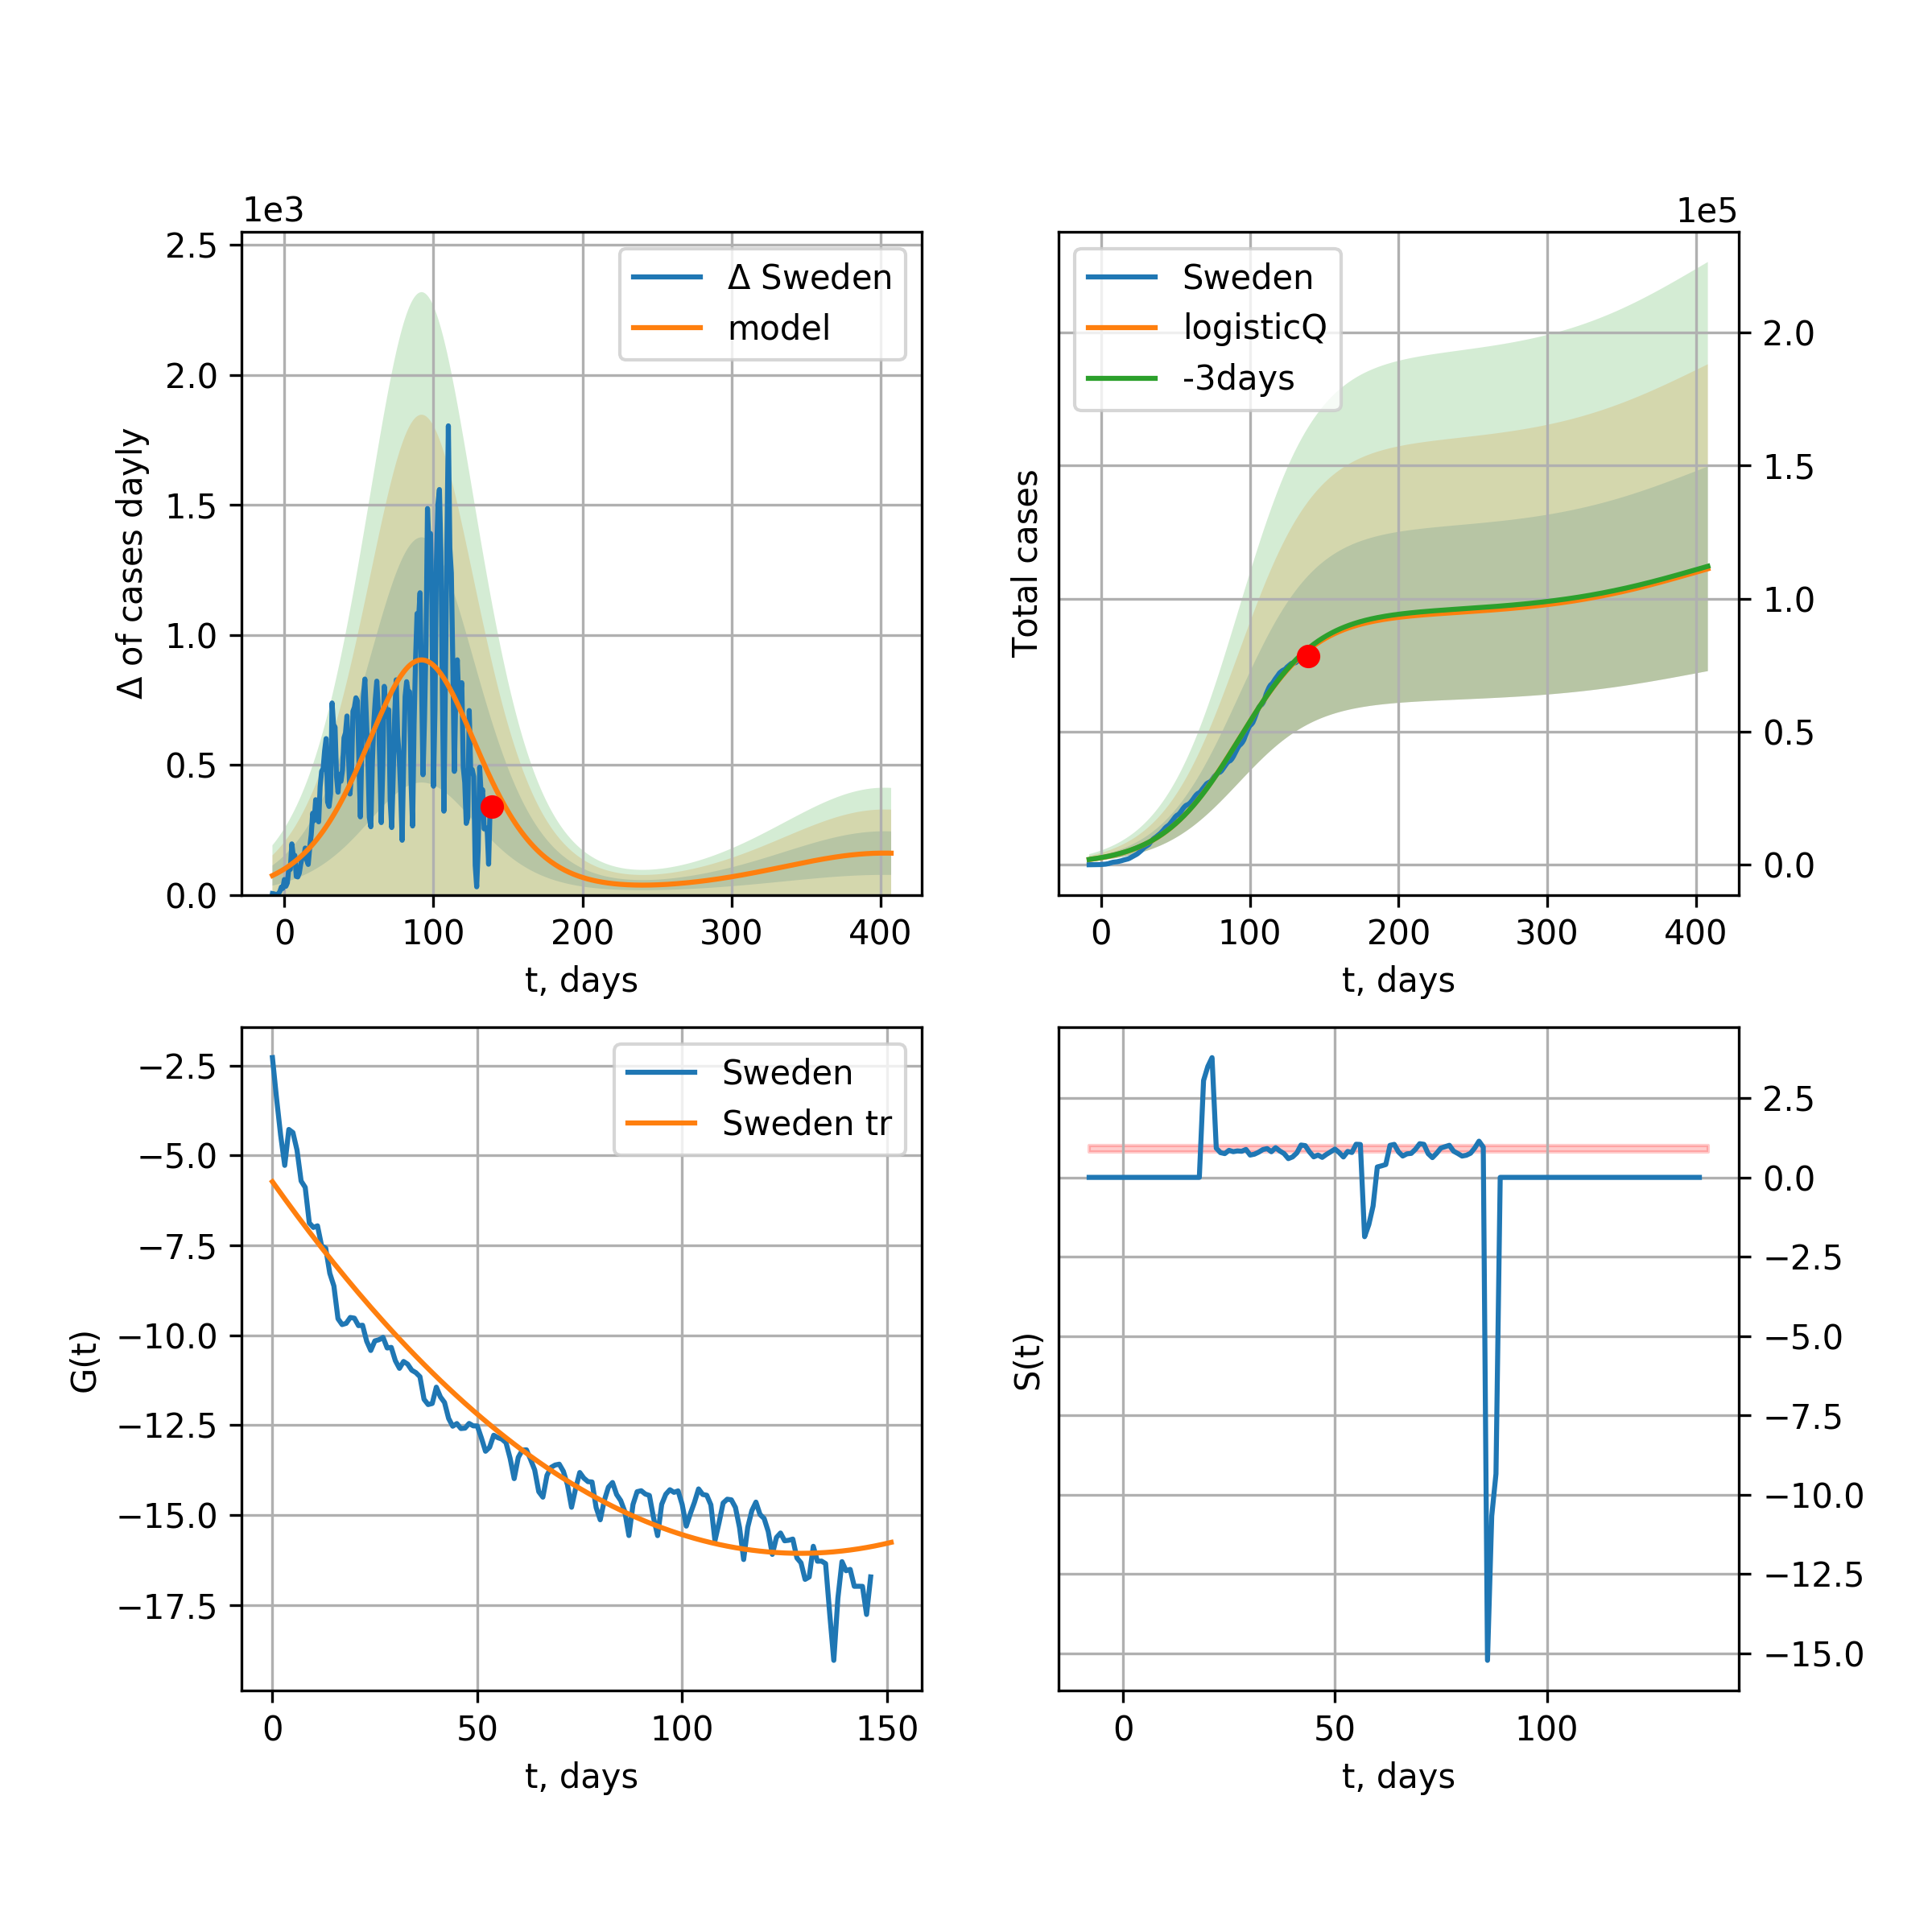 1e3
2.5
2.0
1.5
1.0
0.5
0.0
Δ of cases dayly
Δ Sweden
model
0 100 200 300 400
t, days
1e5
Total cases
Sweden
logisticQ
-3days
2.0
1.5
1.0
0.5
0.0
0 100 200 300 400
t, days
−2.5
−5.0
−7.5
−10.0
−12.5
−15.0
−17.5
G(t)
Sweden
Sweden tr
0 50 100 150
t, days
S(t)
2.5
0.0
−2.5
−5.0
−7.5
−10.0
−12.5
−15.0
0 50 100
t, days